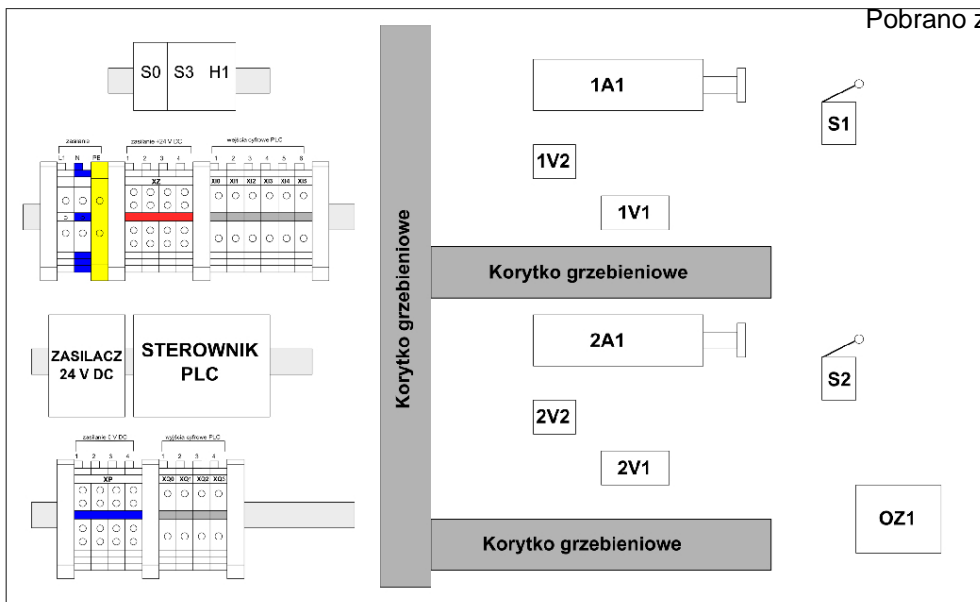 Pobrano z
S0 S3 H1
zasilanie
zasilanie +24 V DC
wejścia cyfrowe PLC
L1 N PE
1 2 3 4
1 2 3 4 5 6
XZ
XI0 XI1 XI2 XI3 XI4 XI5
ZASILACZ
24 V DC
STEROWNIK
PLC
zasilanie 0 V DC
wyjścia cyfrowe PLC
1 2 3 4
1 2 3 4
XP
XQ0 XQ1 XQ2 XQ3
Korytko grzebieniowe
1A1
S1
1V2
1V1
Korytko grzebieniowe
2A1
S2
2V2
2V1
OZ1
Korytko grzebieniowe